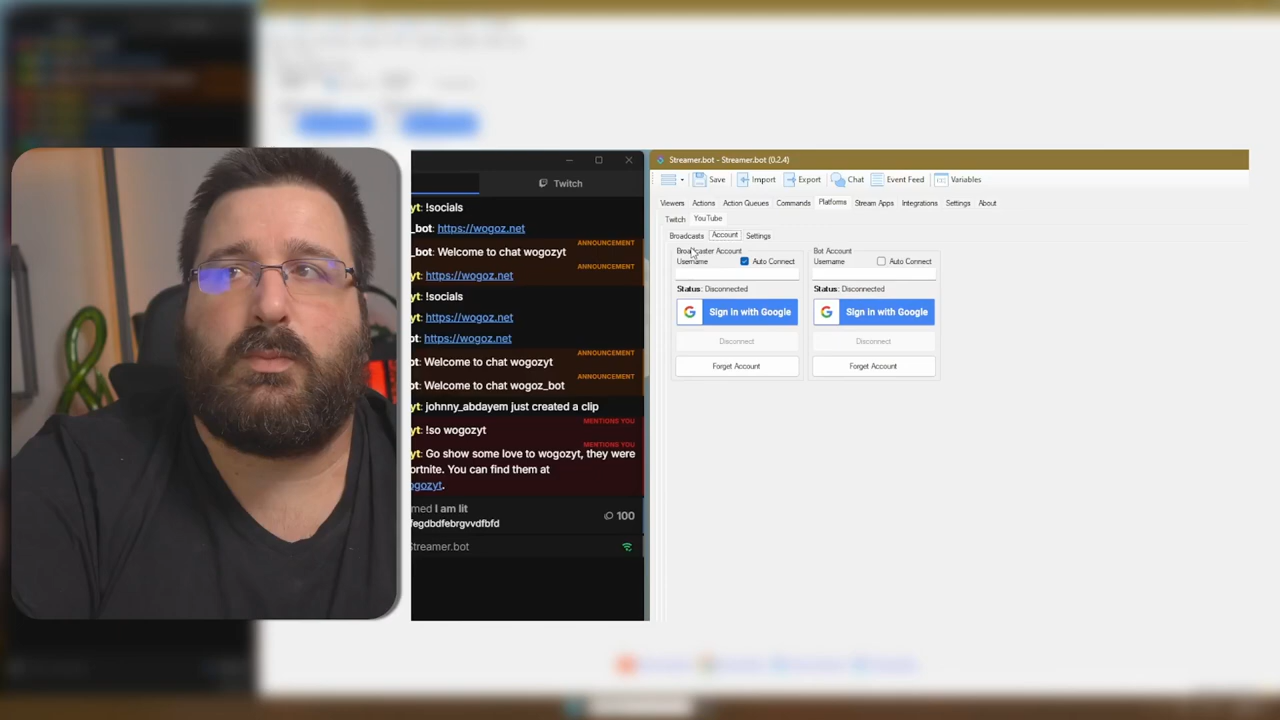 Twitch
yt: !socials
_bot: https://wogoz.net
ANNOUNCEMENT
_bot: Welcome to chat wogozyt
ANNOUNCEMENT
yt: https://wogoz.net
yt: !socials
yt: https://wogoz.net
ot: https://wogoz.net
ANNOUNCEMENT
ot: Welcome to chat wogozyt
ANNOUNCEMENT
ot: Welcome to chat wogoz_bot
yt: johnny_abdayem just created a clip
MENTIONS YOU
yt: !so wogozyt
MENTIONS YOU
yt: Go show some love to wogozyt, they were
ortnite. You can find them at
ogozyt.
med I am lit
100
fegdbdfebrgvvdfbfd
Streamer.bot
Streamer.bot - Streamer.bot (0.2.4)
Save Import Export Chat Event Feed Variables
Viewers Actions Action Queues Commands Platforms Stream Apps Integrations Settings About
Twitch YouTube
Broadcasts Account Settings
Broadcaster Account
Username Auto Connect
Status: Disconnected
Sign in with Google
Disconnect
Forget Account
Bot Account
Username Auto Connect
Status: Disconnected
Sign in with Google
Disconnect
Forget Account